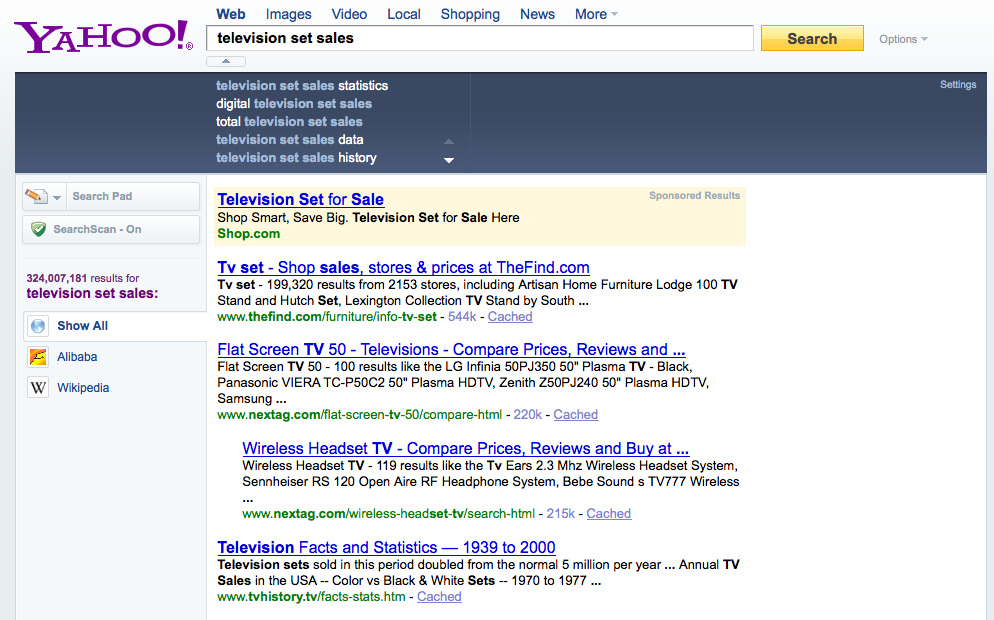 Web Images Video Local Shopping News More
YAHOO!®
television set sales
Search
Options
television set sales statistics
digital television set sales
total television set sales
television set sales data
television set sales history
Settings
Search Pad
SearchScan - On
324,007,181 results for
television set sales:
Show All
Alibaba
W Wikipedia
Television Set for Sale
Sponsored Results
Shop Smart, Save Big. Television Set for Sale Here
Shop.com
Tv set - Shop sales, stores & prices at TheFind.com
Tv set - 199,320 results from 2153 stores, including Artisan Home Furniture Lodge 100 TV
Stand and Hutch Set, Lexington Collection TV Stand by South ...
www.thefind.com/furniture/info-tv-set - 544k - Cached
Flat Screen TV 50 - Televisions - Compare Prices, Reviews and ...
Flat Screen TV 50 - 100 results like the LG Infinia 50PJ350 50" Plasma TV - Black,
Panasonic VIERA TC-P50C2 50" Plasma HDTV, Zenith Z50PJ240 50" Plasma HDTV,
Samsung ...
www.nextag.com/flat-screen-tv-50/compare-html - 220k - Cached
Wireless Headset TV - Compare Prices, Reviews and Buy at ...
Wireless Headset TV - 119 results like the Tv Ears 2.3 Mhz Wireless Headset System,
Sennheiser RS 120 Open Aire RF Headphone System, Bebe Sound s TV777 Wireless
...
www.nextag.com/wireless-headset-tv/search-html - 215k - Cached
Television Facts and Statistics — 1939 to 2000
Television sets sold in this period doubled from the normal 5 million per year ... Annual TV
Sales in the USA -- Color vs Black & White Sets -- 1970 to 1977 ...
www.tvhistory.tv/facts-stats.htm - Cached